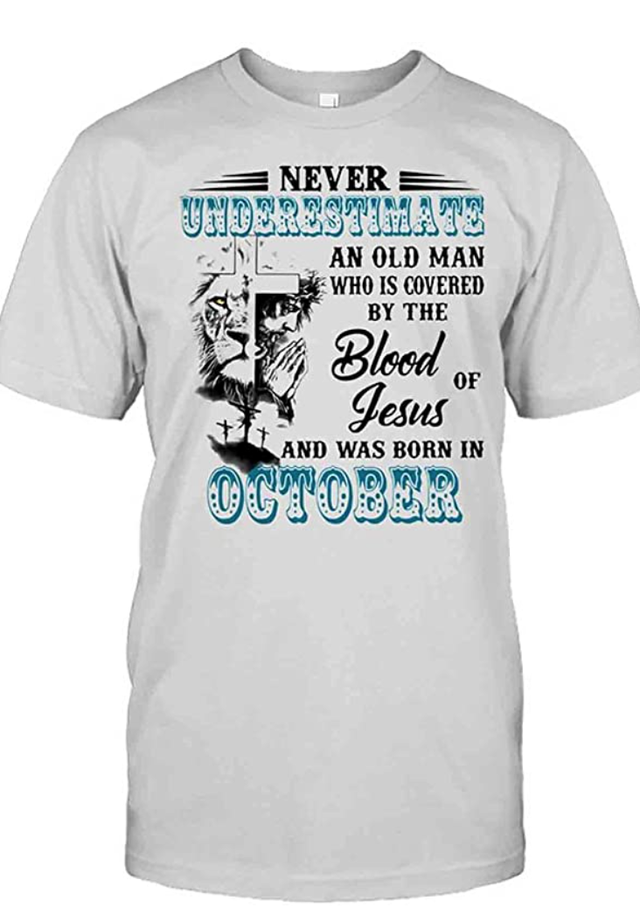 NEVER
UNDERESTIMATE
AN OLD MAN
WHO IS COVERED
BY THE
Blood OF
Jesus
AND WAS BORN IN
OCTOBER